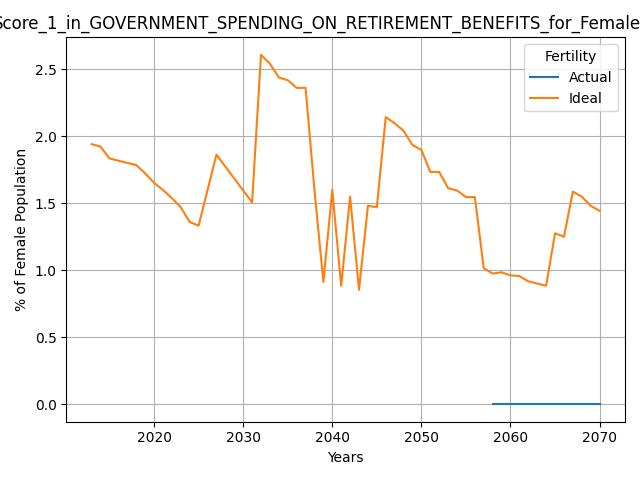 Score_1_in_GOVERNMENT_SPENDING_ON_RETIREMENT_BENEFITS_for_Female
Fertility
Actual
Ideal
% of Female Population
2.5
2.0
1.5
1.0
0.5
0.0
2020 2030 2040 2050 2060 2070
Years